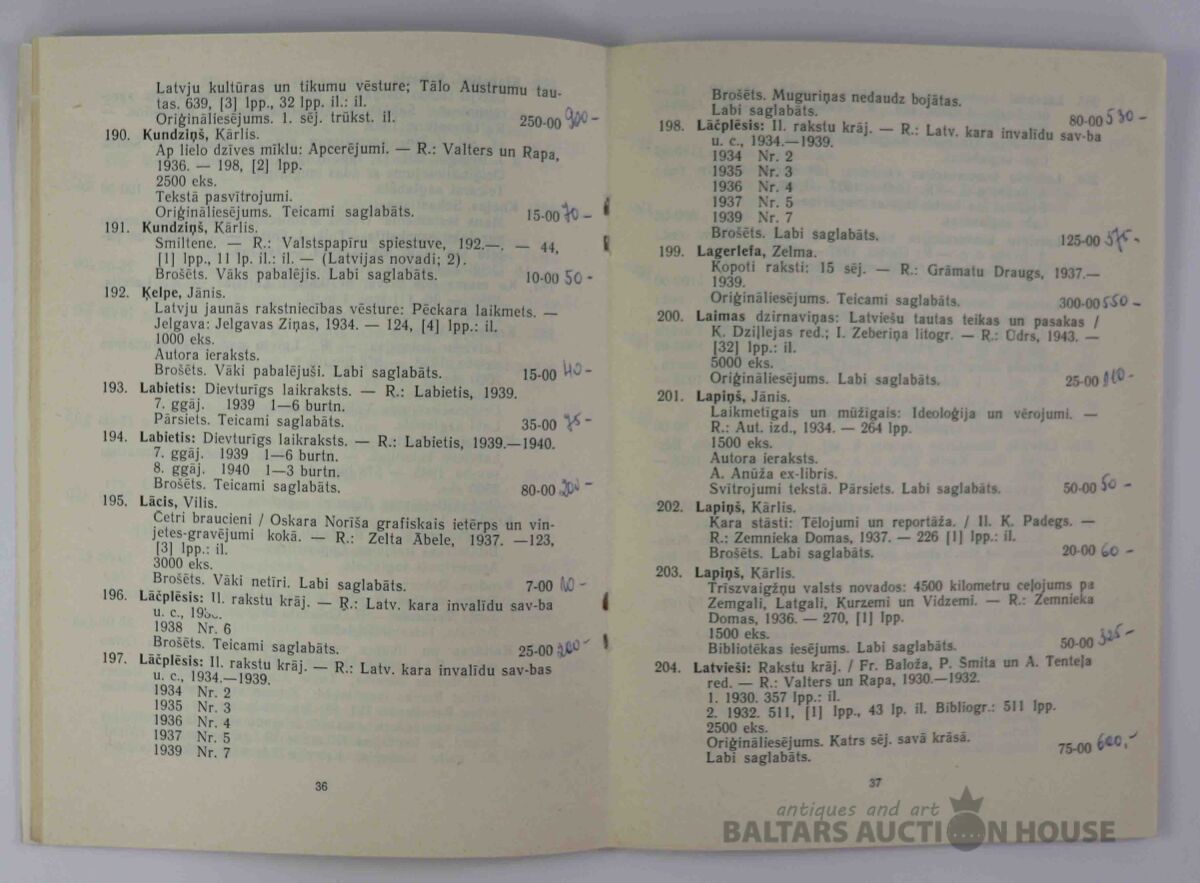 Latvju kultūras un tikumu vēsture; Tālo Austrumu tau-
tas. 639, [3] lpp., 32 lpp. il.: il.
Oriģināliesējums. 1. sēj. trūkst. il. 250-00 900-
190. Kundziņš, Kārlis.
Ap lielo dzīves mīklu: Apcerējumi. — R.: Valters un Rapa,
1936. — 198, [2] lpp.
2500 eks.
Tekstā pasvītrojumi.
Oriģināliesējums. Teicami saglabāts. 15-00 70-
191. Kundziņš, Kārlis.
Smiltene. — R.: Valstspapīru spiestuve, 192.—. — 44,
[1] lpp., 11 lp. il.: il. — (Latvijas novadi; 2).
Brošēts. Vāks pabalējis. Labi saglabāts. 10-00 50-
192. Ķelpe, Jānis.
Latvju jaunās rakstniecības vēsture: Pēckara laikmets. —
Jelgava: Jelgavas Ziņas, 1934. — 124, [4] lpp.: il.
1000 eks.
Autora ieraksts.
Brošēts. Vāki pabalējuši. Labi saglabāts. 15-00 40-
193. Labietis: Dievturīgs laikraksts. — R.: Labietis, 1939.
7. ggāj. 1939 1—6 burtn.
Pārsiets. Teicami saglabāts. 35-00 75-
194. Labietis: Dievturīgs laikraksts. — R.: Labietis, 1939.—1940.
7. ggāj. 1939 1—6 burtn.
8. ggāj. 1940 1—3 burtn.
Brošēts. Teicami saglabāts. 80-00 200-
195. Lācis, Vilis.
Četri braucieni / Oskara Norīša grafiskais ietērps un vin-
jetes-gravējumi kokā. — R.: Zelta Ābele, 1937. —123,
[3] lpp.: il.
3000 eks.
Brošēts. Vāki netīri. Labi saglabāts. 7-00
196. Lāčplēsis: Il. rakstu krāj. — R.: Latv. kara invalīdu sav-ba
u. c.,
1938 Nr. 6
Brošēts. Teicami saglabāts. 25-00 200-
197. Lāčplēsis: Il. rakstu krāj. — R.: Latv. kara invalīdu sav-bas
u. c., 1934.—1939.
1934 Nr. 2
1935 Nr. 3
1936 Nr. 4
1937 Nr. 5
1939 Nr. 7
36
Brošēts. Muguriņas nedaudz bojātas.
Labi saglabāts. 80-00 530-
198. Lāčplēsis: Il. rakstu krāj. — R.: Latv. kara invalīdu sav-ba
u. c., 1934.—1939.
1934 Nr. 2
1935 Nr. 3
1936 Nr. 4
1937 Nr. 5
1939 Nr. 7
Brošēts. Labi saglabāts. 125-00 575-
199. Lagerlefa, Zelma.
Kopoti raksti: 15 sēj. — R.: Grāmatu Draugs, 1937.—
1939.
Oriģināliesējums. Teicami saglabāts. 300-00 550-
200. Laimas dzirnaviņas: Latviešu tautas teikas un pasakas /
K. Dziļlejas red.; I. Zeberiņa litogr. — R.: Ūdrs, 1943. —
[32] lpp.: il.
5000 eks.
Oriģināliesējums. Labi saglabāts. 25-00
201. Lapiņš, Jānis.
Laikmetīgais un mūžīgais: Ideoloģija un vērojumi. —
R.: Aut. izd., 1934. — 264 lpp.
1500 eks.
Autora ieraksts.
A. Anūža ex-libris.
Svītrojumi tekstā. Pārsiets. Labi saglabāts. 50-00 50-
202. Lapiņš, Kārlis.
Kara stāsti: Tēlojumi un reportāža. / Il. K. Padegs. —
R.: Zemnieka Domas, 1937. — 226 [1] lpp.: il.
Brošēts. Labi saglabāts. 20-00 60-
203. Lapiņš, Kārlis.
Trīszvaigžņu valsts novados: 4500 kilometru ceļojums pa
Zemgali, Latgali, Kurzemi un Vidzemi. — R.: Zemnieka
Domas, 1936. — 270, [1] lpp.
1500 eks.
Bibliotēkas iesējums. Labi saglabāts. 50-00 325-
204. Latvieši: Rakstu krāj. / Fr. Baloža, P. Šmita un A. Tenteļa
red. — R.: Valters un Rapa, 1930.—1932.
1. 1930. 357 lpp.: il.
2. 1932. 511, [1] lpp., 43 lp. il. Bibliogr.: 511 lpp.
2500 eks.
Oriģināliesējums. Katrs sēj. savā krāsā.
Labi saglabāts. 75-00 600,-
37
antiques and art
BALTARS AUCTION HOUSE